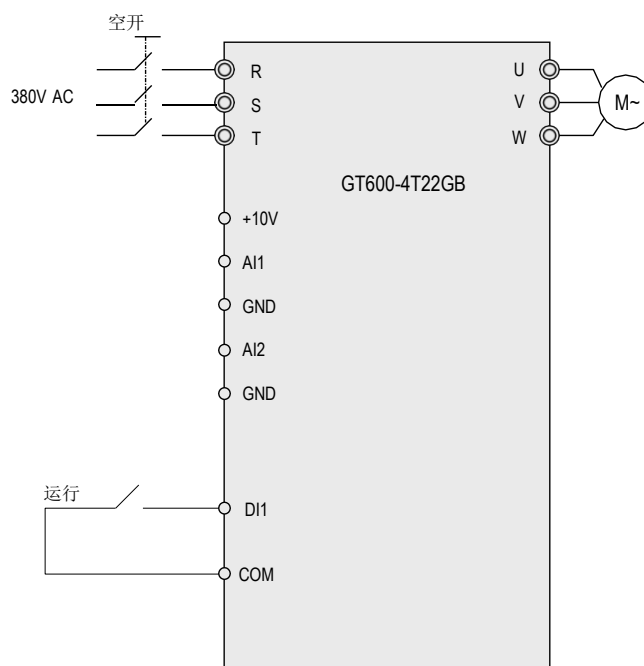 空开
380V AC
R
S
T
U
V
W
M~
GT600-4T22GB
+10V
AI1
GND
AI2
GND
运行
DI1
COM